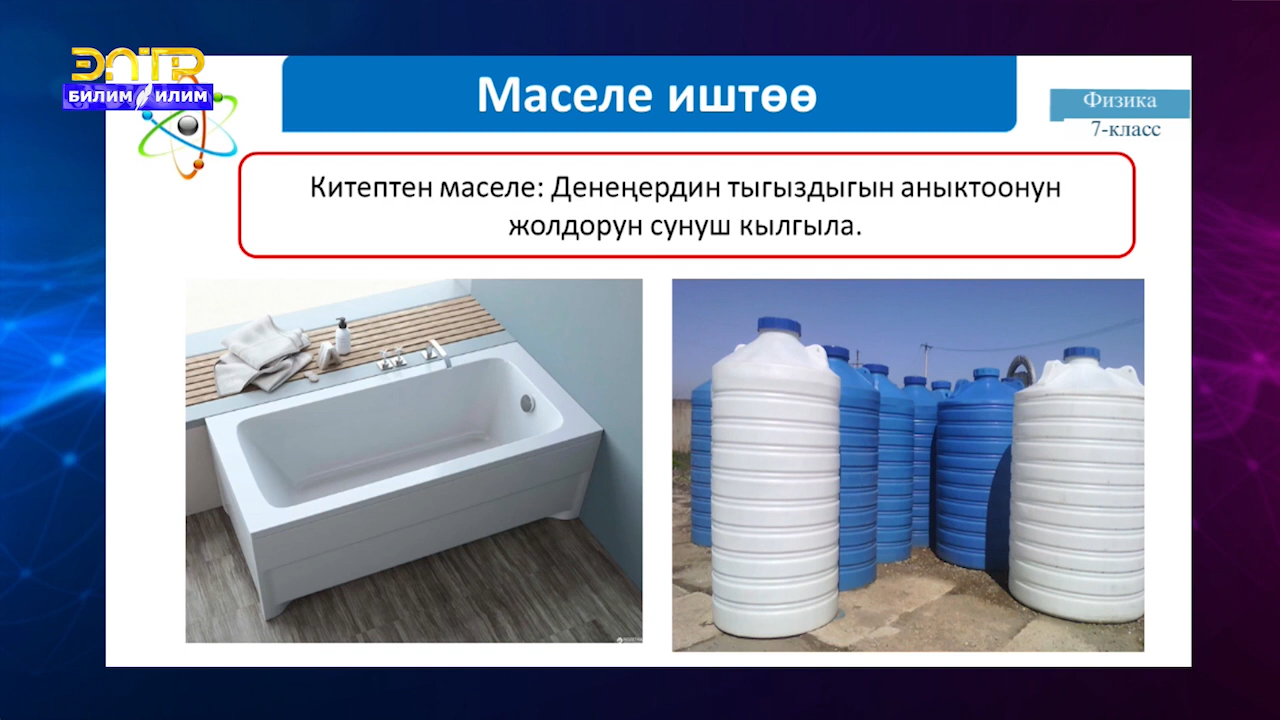 ЭЛТР
БИЛИМ ИЛИМ
Маселе иштөө
Физика
7-класс
Китептен маселе: Денеңердин тыгыздыгын аныктоонун
жолдорун сунуш кылгыла.